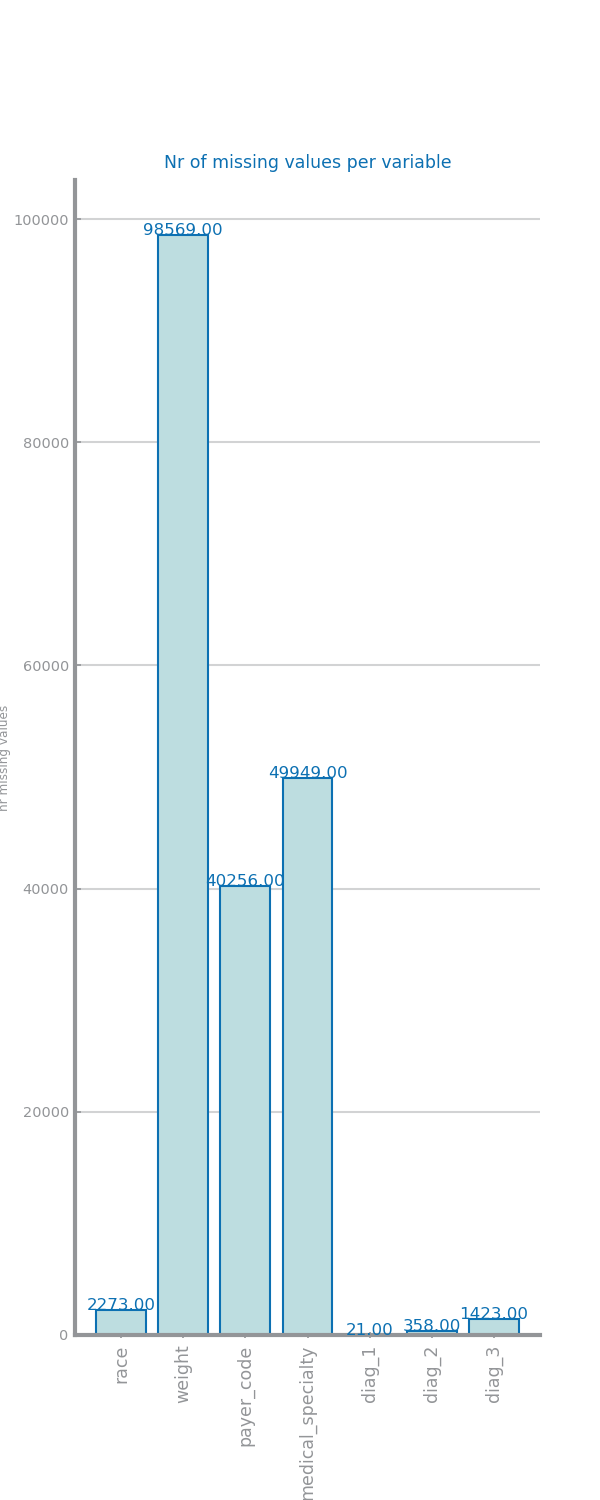 Nr of missing values per variable
nr missing values
100000
80000
60000
40000
20000
0
2273.00
98569.00
40256.00
49949.00
21.00
358.00
1423.00
race
weight
payer_code
medical_specialty
diag_1
diag_2
diag_3